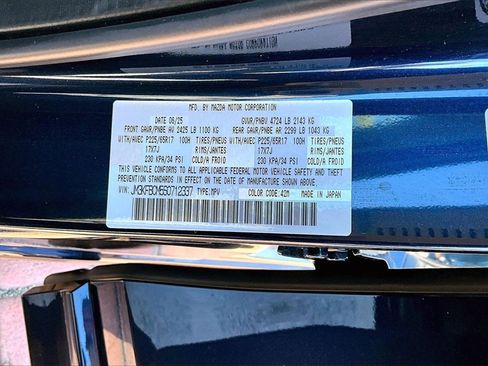 MFD. BY MAZDA MOTOR CORPORATION
DATE 06/25 GVWR/PNBV 4724 LB 2143 KG
FRONT GAWR/PNBE AV 2425 LB 1100 KG REAR GAWR/PNBE AR 2299 LB 1043 KG
WITH/AVEC P225/65R17 100H TIRES/PNEUS WITH/AVEC P225/65R17 100H TIRES/PNEUS
17X7J RIMS/JANTES 17X7J RIMS/JANTES
230 KPA/34 PSI COLD/A FROID 230 KPA/34 PSI COLD/A FROID
THIS VEHICLE CONFORMS TO ALL APPLICABLE FEDERAL MOTOR VEHICLE SAFETY AND THEFT
PREVENTION STANDARDS IN EFFECT ON THE DATE OF MANUFACTURE SHOWN ABOVE.
VIN: JM3KFBCM5S0712337 TYPE:MPV COLOR CODE:42M MADE IN JAPAN